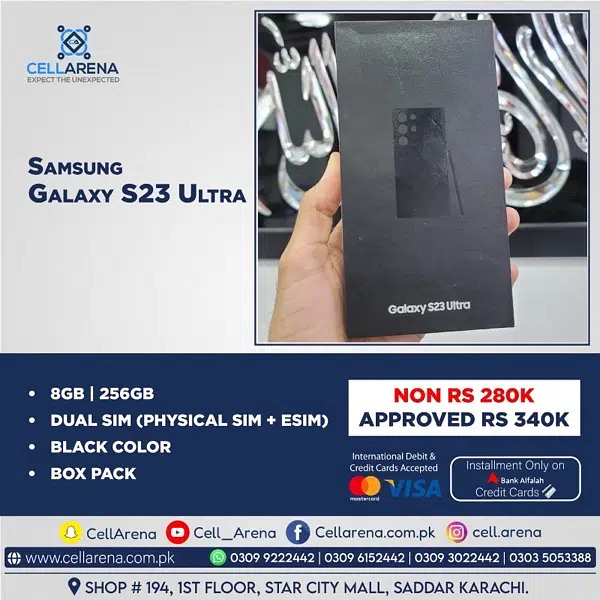 CELLARENA
EXPECT THE UNEXPECTED
SAMSUNG
GALAXY S23 ULTRA
Galaxy S23 Ultra
• 8GB | 256GB
• DUAL SIM (PHYSICAL SIM + ESIM)
• BLACK COLOR
• BOX PACK
NON RS 280K
APPROVED RS 340K
International Debit &
Credit Cards Accepted
mastercard VISA
Installment Only on
Bank Alfalah
Credit Cards
CellArena Cell__Arena Cellarena.com.pk cell.arena
www.cellarena.com.pk 0309 9222442 | 0309 6152442 | 0309 3022442 | 0303 5053388
SHOP # 194, 1ST FLOOR, STAR CITY MALL, SADDAR KARACHI.